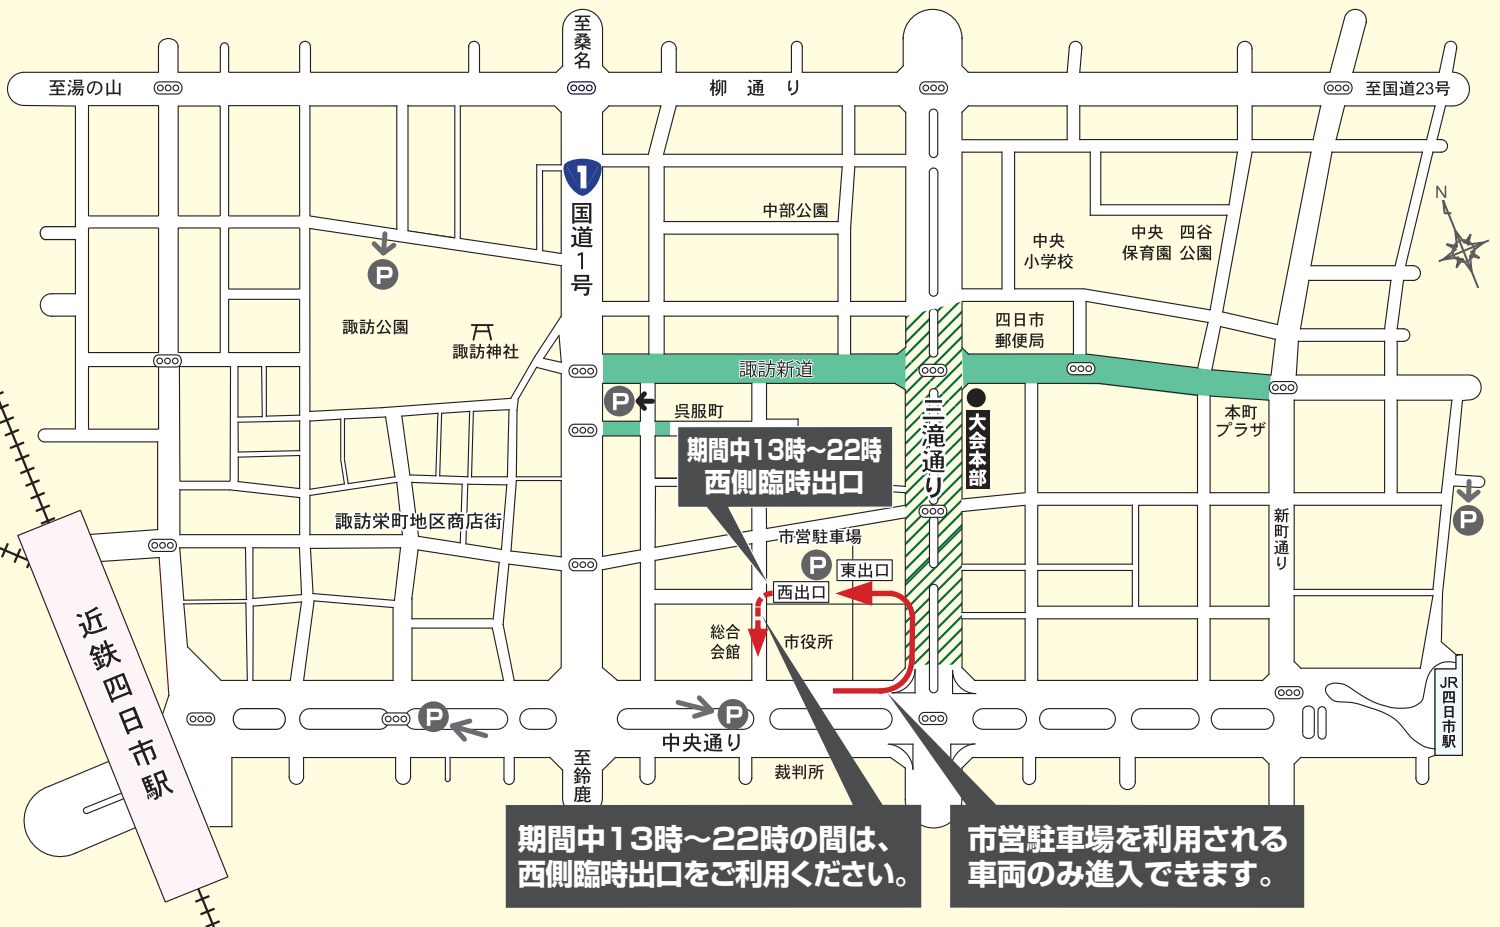 至桑名
至湯の山
柳通り
至国道23号
1
国道1号
N
中部公園
中央
小学校
中央
保育園
四谷
公園
P
諏訪公園
諏訪神社
四日市
郵便局
諏訪新道
P
呉服町
三滝通り
大会本部
本町
プラザ
期間中13時～22時
西側臨時出口
P
諏訪栄町地区商店街
市営駐車場
新町通り
P
東出口
西出口
近鉄四日市駅
総合
会館
市役所
JR四日市駅
P
P
中央通り
至鈴鹿
裁判所
期間中13時～22時の間は、
西側臨時出口をご利用ください。
市営駐車場を利用される
車両のみ進入できます。